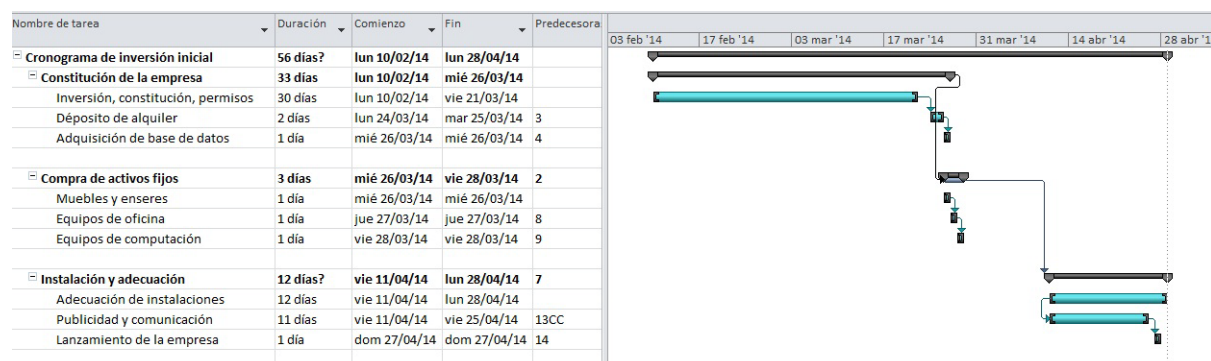 Nombre de tarea Duración Comienzo Fin Predecesora
03 feb '14 17 feb '14 03 mar '14 17 mar '14 31 mar '14 14 abr '14 28 abr '1
Cronograma de inversión inicial 56 días? lun 10/02/14 lun 28/04/14
Constitución de la empresa 33 días lun 10/02/14 mié 26/03/14
Inversión, constitución, permisos 30 días lun 10/02/14 vie 21/03/14
Déposito de alquiler 2 días lun 24/03/14 mar 25/03/14 3
Adquisición de base de datos 1 día mié 26/03/14 mié 26/03/14 4
Compra de activos fijos 3 días mié 26/03/14 vie 28/03/14 2
Muebles y enseres 1 día mié 26/03/14 mié 26/03/14
Equipos de oficina 1 día jue 27/03/14 jue 27/03/14 8
Equipos de computación 1 día vie 28/03/14 vie 28/03/14 9
Instalación y adecuación 12 días? vie 11/04/14 lun 28/04/14 7
Adecuación de instalaciones 12 días vie 11/04/14 lun 28/04/14
Publicidad y comunicación 11 días vie 11/04/14 vie 25/04/14 13CC
Lanzamiento de la empresa 1 día dom 27/04/14 dom 27/04/14 14